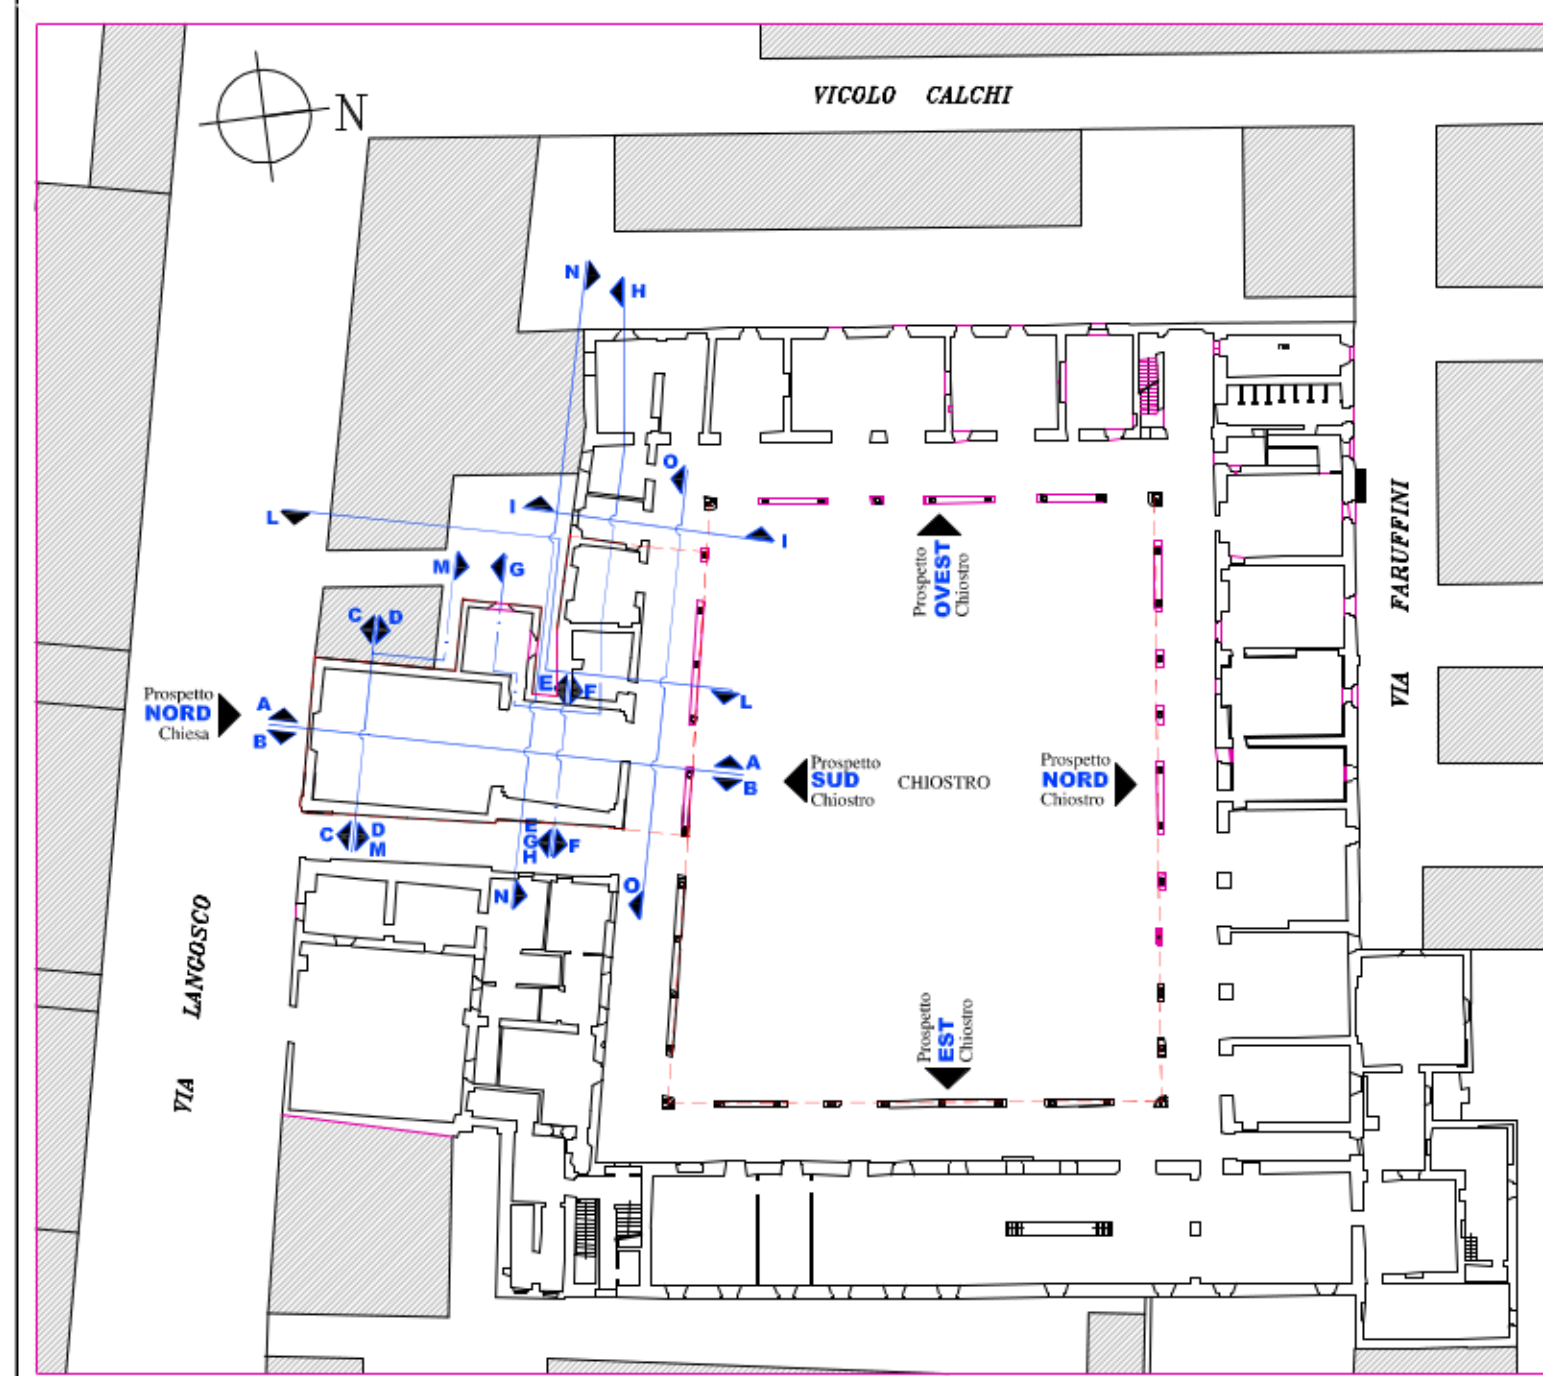 VICOLO CALCHI
N
N
H
O
L
I
I
M
G
C
D
E
F
L
Prospetto
NORD
Chiesa
A
B
A
B
C
D
M
E
G
H
F
N
O
Prospetto
OVEST
Chiostro
Prospetto
SUD
Chiostro
CHIOSTRO
Prospetto
NORD
Chiostro
Prospetto
EST
Chiostro
VIA FARUFFINI
VIA LANGOSCO